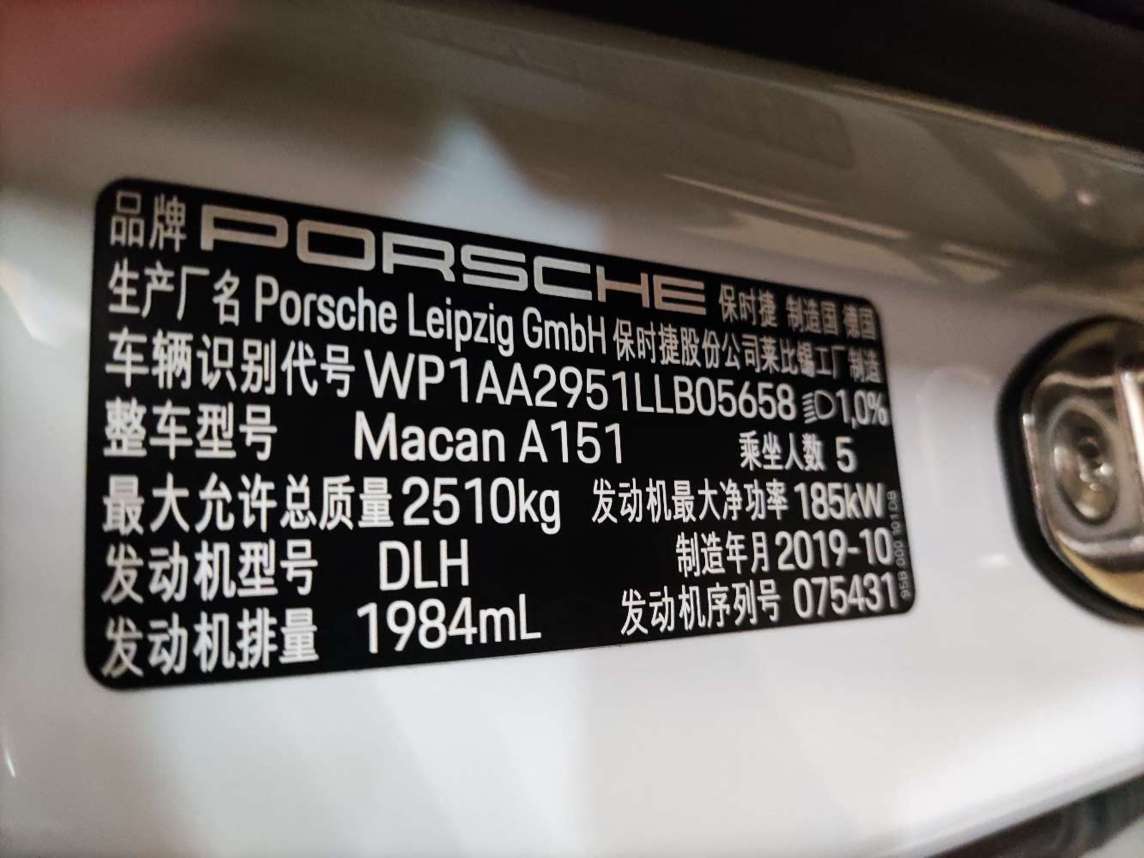 品牌 PORSCHE 保时捷 制造国 德国
生产厂名 Porsche Leipzig GmbH 保时捷股份公司莱比锡工厂制造
车辆识别代号 WP1AA2951LLB05658 1,0%
整车型号 Macan A151 乘坐人数 5
最大允许总质量 2510kg 发动机最大净功率 185kW
发动机型号 DLH 制造年月 2019-10
发动机排量 1984mL 发动机序列号 075431
95B 000 101 DB